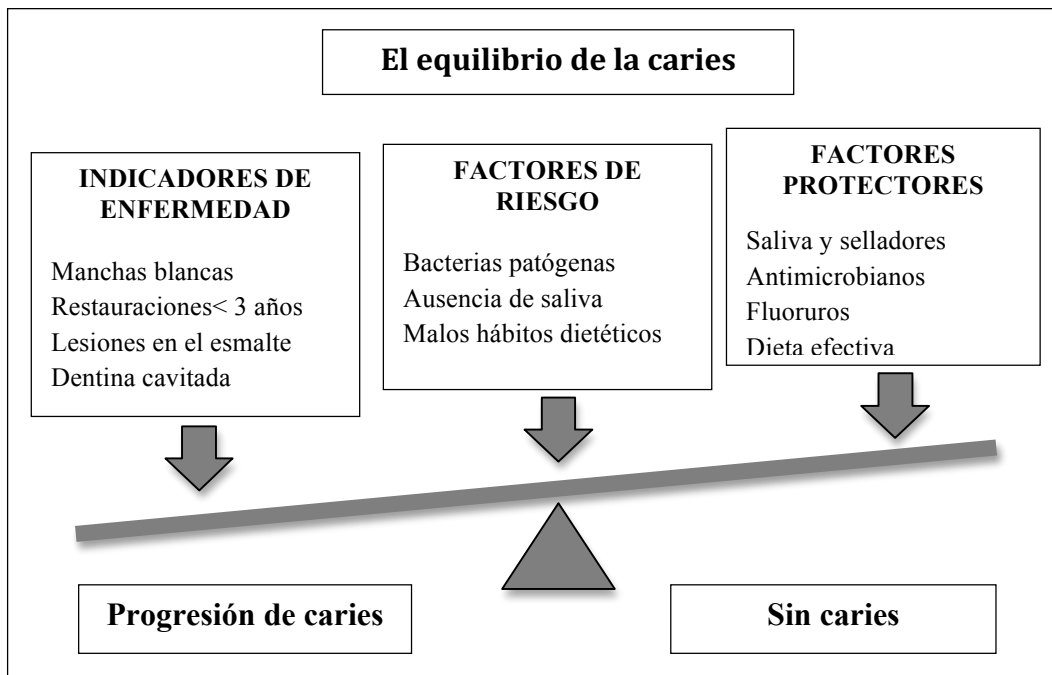 El equilibrio de la caries
INDICADORES DE
ENFERMEDAD
Manchas blancas
Restauraciones< 3 años
Lesiones en el esmalte
Dentina cavitada
FACTORES DE
RIESGO
Bacterias patógenas
Ausencia de saliva
Malos hábitos dietéticos
FACTORES
PROTECTORES
Saliva y selladores
Antimicrobianos
Fluoruros
Dieta efectiva
Progresión de caries
Sin caries